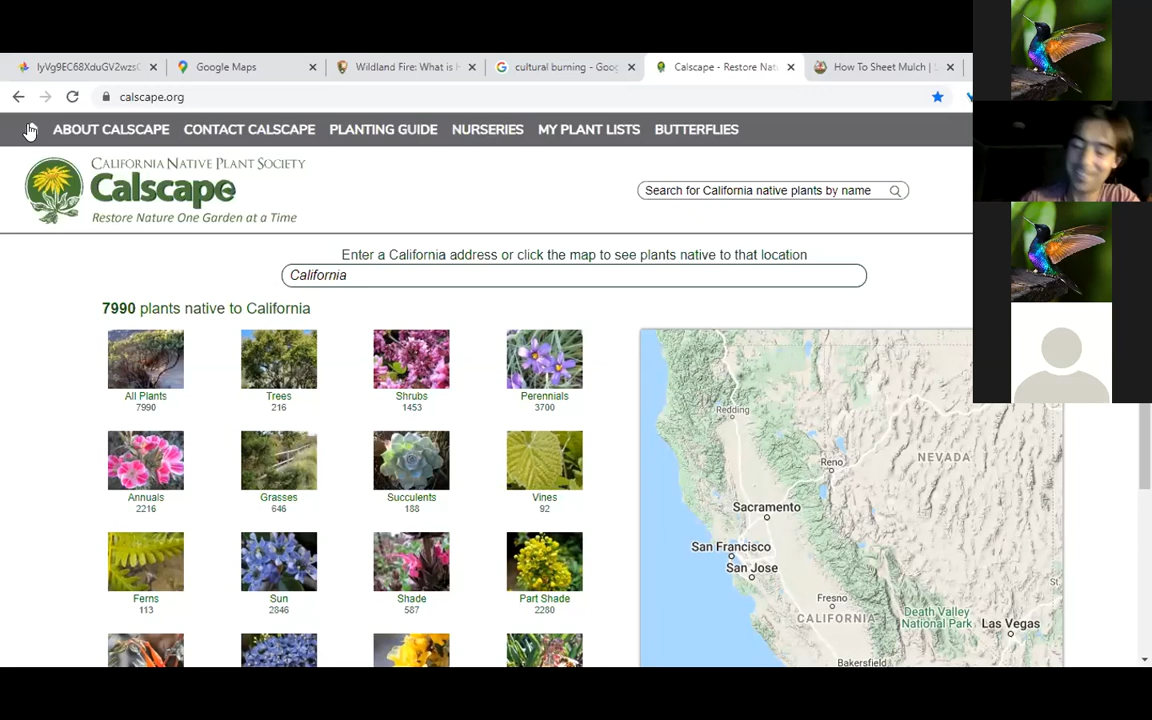 lyVg9EC68XduGV2wzs
Google Maps
Wildland Fire: What is
cultural burning - Goo
Calscape - Restore Nat
How To Sheet Mulch |
calscape.org
ABOUT CALSCAPE CONTACT CALSCAPE PLANTING GUIDE NURSERIES MY PLANT LISTS BUTTERFLIES
CALIFORNIA NATIVE PLANT SOCIETY
Calscape
Restore Nature One Garden at a Time
Search for California native plants by name
Enter a California address or click the map to see plants native to that location
California
7990 plants native to California
All Plants
7990
Trees
216
Shrubs
1453
Perennials
3700
Annuals
2216
Grasses
646
Succulents
188
Vines
92
Ferns
113
Sun
2846
Shade
587
Part Shade
2280
Redding
Reno
NEVADA
Sacramento
San Francisco
San Jose
St.
Fresno
CALIFORNIA
Death Valley
National Park
Las Vegas
Bakersfield